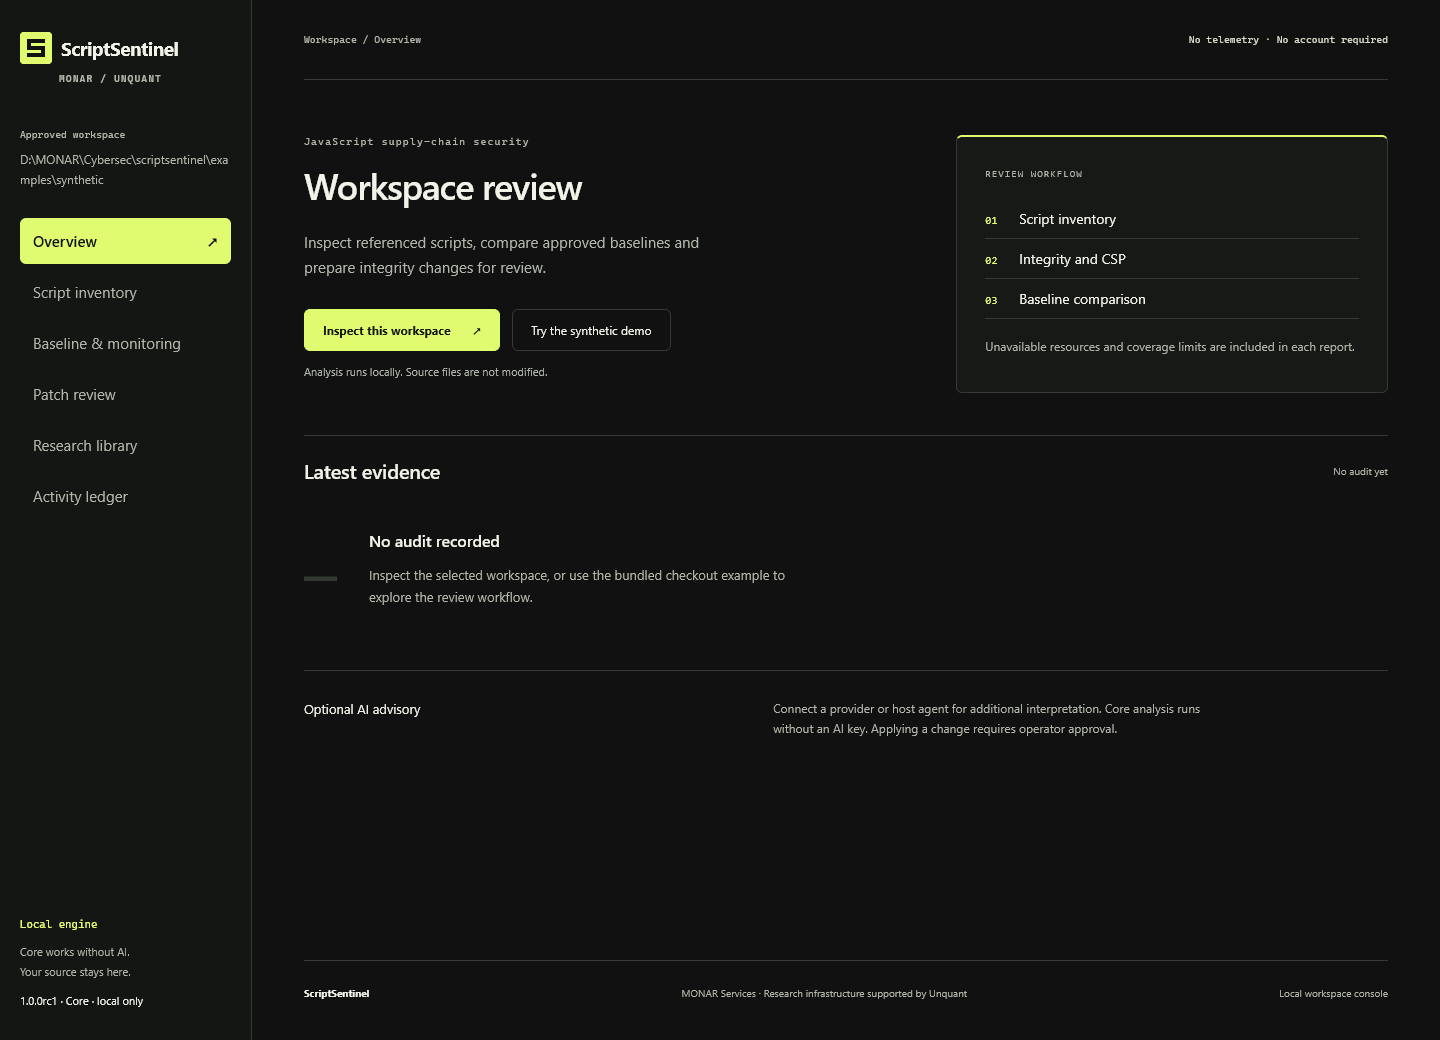 ScriptSentinel
MONAR / UNQUANT
Approved workspace
D:\MONAR\Cybersec\scriptsentinel\exa
mples\synthetic
Overview ↗
Script inventory
Baseline & monitoring
Patch review
Research library
Activity ledger
Local engine
Core works without AI.
Your source stays here.
1.0.0rc1 · Core · local only
Workspace / Overview
No telemetry · No account required
JavaScript supply-chain security
Workspace review
Inspect referenced scripts, compare approved baselines and
prepare integrity changes for review.
Inspect this workspace ↗
Try the synthetic demo
Analysis runs locally. Source files are not modified.
REVIEW WORKFLOW
01 Script inventory
02 Integrity and CSP
03 Baseline comparison
Unavailable resources and coverage limits are included in each report.
Latest evidence
No audit yet
No audit recorded
Inspect the selected workspace, or use the bundled checkout example to
explore the review workflow.
Optional AI advisory
Connect a provider or host agent for additional interpretation. Core analysis runs
without an AI key. Applying a change requires operator approval.
ScriptSentinel
MONAR Services · Research infrastructure supported by Unquant
Local workspace console